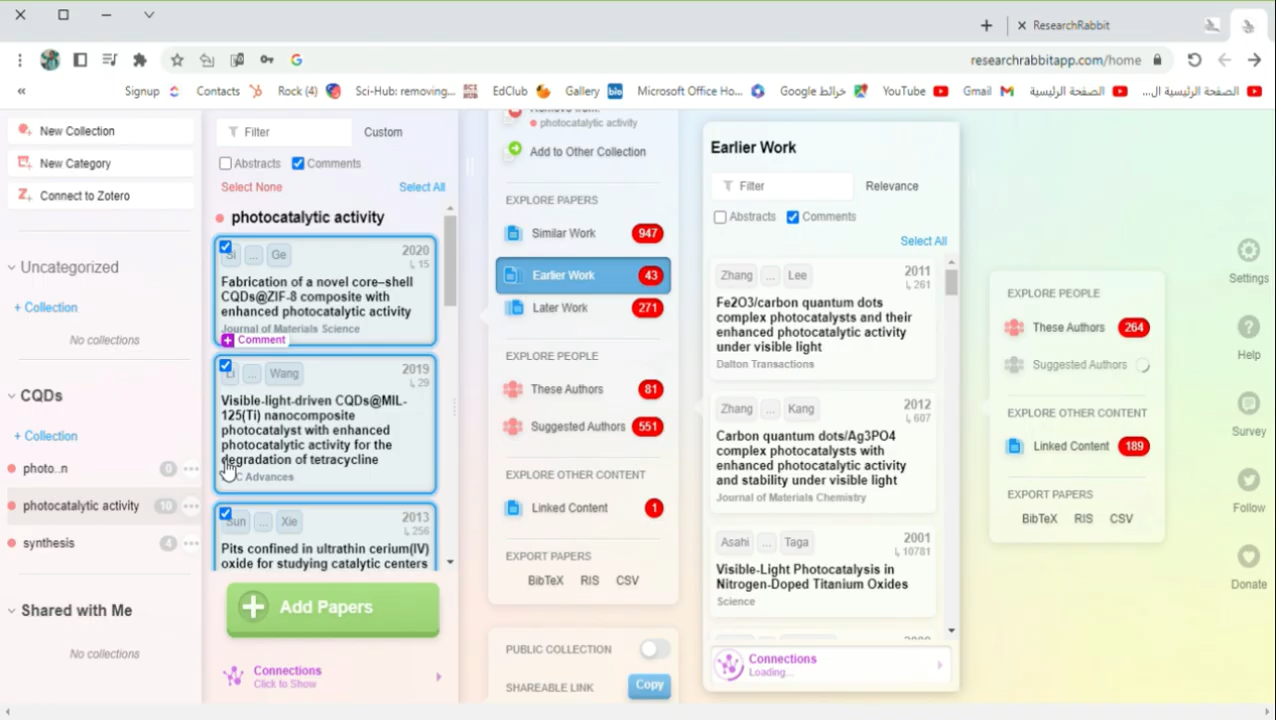 ResearchRabbit
researchrabbitapp.com/home
« Signup Contacts Rock (4) Sci-Hub: removing... EdClub Gallery Microsoft Office Ho... خرائط Google YouTube Gmail الصفحة الرئيسية الصفحة الرئيسية ال...
New Collection
New Category
Connect to Zotero
Uncategorized
+ Collection
No collections
CQDs
+ Collection
photo..n 0
photocatalytic activity 10
synthesis 4
Shared with Me
No collections
Filter Custom
Abstracts Comments
Select None Select All
photocatalytic activity
Si ... Ge 2020
15
Fabrication of a novel core–shell
CQDs@ZIF-8 composite with
enhanced photocatalytic activity
Journal of Materials Science
Comment
Li ... Wang 2019
29
Visible-light-driven CQDs@MIL-
125(Ti) nanocomposite
photocatalyst with enhanced
photocatalytic activity for the
degradation of tetracycline
C Advances
Sun ... Xie 2013
256
Pits confined in ultrathin cerium(IV)
oxide for studying catalytic centers
+ Add Papers
Connections
Click to Show
photocatalytic activity
Add to Other Collection
EXPLORE PAPERS
Similar Work 947
Earlier Work 43
Later Work 271
EXPLORE PEOPLE
These Authors 81
Suggested Authors 551
EXPLORE OTHER CONTENT
Linked Content 1
EXPORT PAPERS
BibTeX RIS CSV
PUBLIC COLLECTION
SHAREABLE LINK Copy
Earlier Work
Filter Relevance
Abstracts Comments
Select All
Zhang ... Lee 2011
261
Fe2O3/carbon quantum dots
complex photocatalysts and their
enhanced photocatalytic activity
under visible light
Dalton Transactions
Zhang ... Kang 2012
607
Carbon quantum dots/Ag3PO4
complex photocatalysts with
enhanced photocatalytic activity
and stability under visible light
Journal of Materials Chemistry
Asahi ... Taga 2001
10781
Visible-Light Photocatalysis in
Nitrogen-Doped Titanium Oxides
Science
Connections
Loading...
EXPLORE PEOPLE
These Authors 264
Suggested Authors
EXPLORE OTHER CONTENT
Linked Content 189
EXPORT PAPERS
BibTeX RIS CSV
Settings
Help
Survey
Follow
Donate